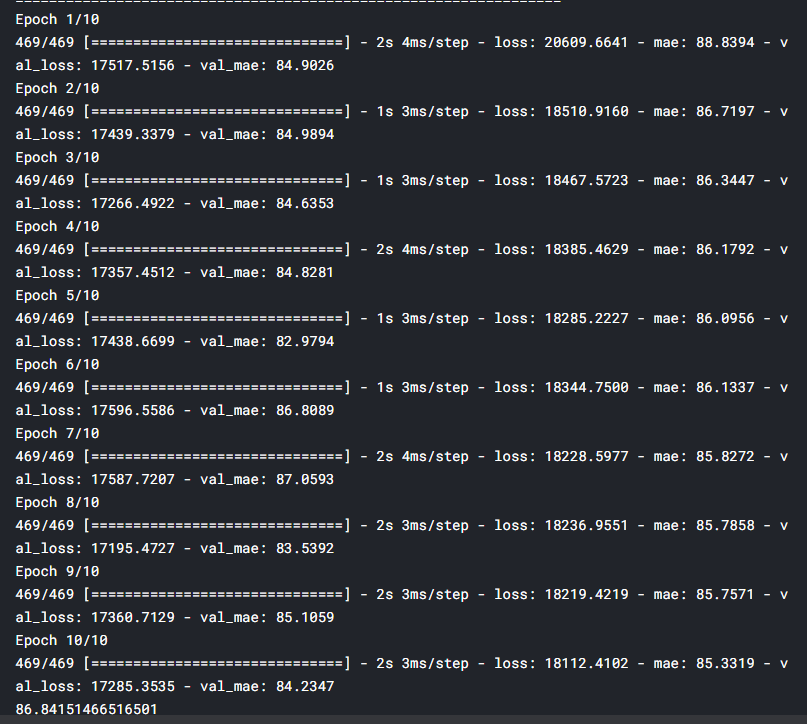 Epoch 1/10
469/469 [==============================] - 2s 4ms/step - loss: 20609.6641 - mae: 88.8394 - v
al_loss: 17517.5156 - val_mae: 84.9026
Epoch 2/10
469/469 [==============================] - 1s 3ms/step - loss: 18510.9160 - mae: 86.7197 - v
al_loss: 17439.3379 - val_mae: 84.9894
Epoch 3/10
469/469 [==============================] - 1s 3ms/step - loss: 18467.5723 - mae: 86.3447 - v
al_loss: 17266.4922 - val_mae: 84.6353
Epoch 4/10
469/469 [==============================] - 2s 4ms/step - loss: 18385.4629 - mae: 86.1792 - v
al_loss: 17357.4512 - val_mae: 84.8281
Epoch 5/10
469/469 [==============================] - 1s 3ms/step - loss: 18285.2227 - mae: 86.0956 - v
al_loss: 17438.6699 - val_mae: 82.9794
Epoch 6/10
469/469 [==============================] - 1s 3ms/step - loss: 18344.7500 - mae: 86.1337 - v
al_loss: 17596.5586 - val_mae: 86.8089
Epoch 7/10
469/469 [==============================] - 2s 4ms/step - loss: 18228.5977 - mae: 85.8272 - v
al_loss: 17587.7207 - val_mae: 87.0593
Epoch 8/10
469/469 [==============================] - 2s 3ms/step - loss: 18236.9551 - mae: 85.7858 - v
al_loss: 17195.4727 - val_mae: 83.5392
Epoch 9/10
469/469 [==============================] - 2s 3ms/step - loss: 18219.4219 - mae: 85.7571 - v
al_loss: 17360.7129 - val_mae: 85.1059
Epoch 10/10
469/469 [==============================] - 2s 3ms/step - loss: 18112.4102 - mae: 85.3319 - v
al_loss: 17285.3535 - val_mae: 84.2347
86.84151466516501